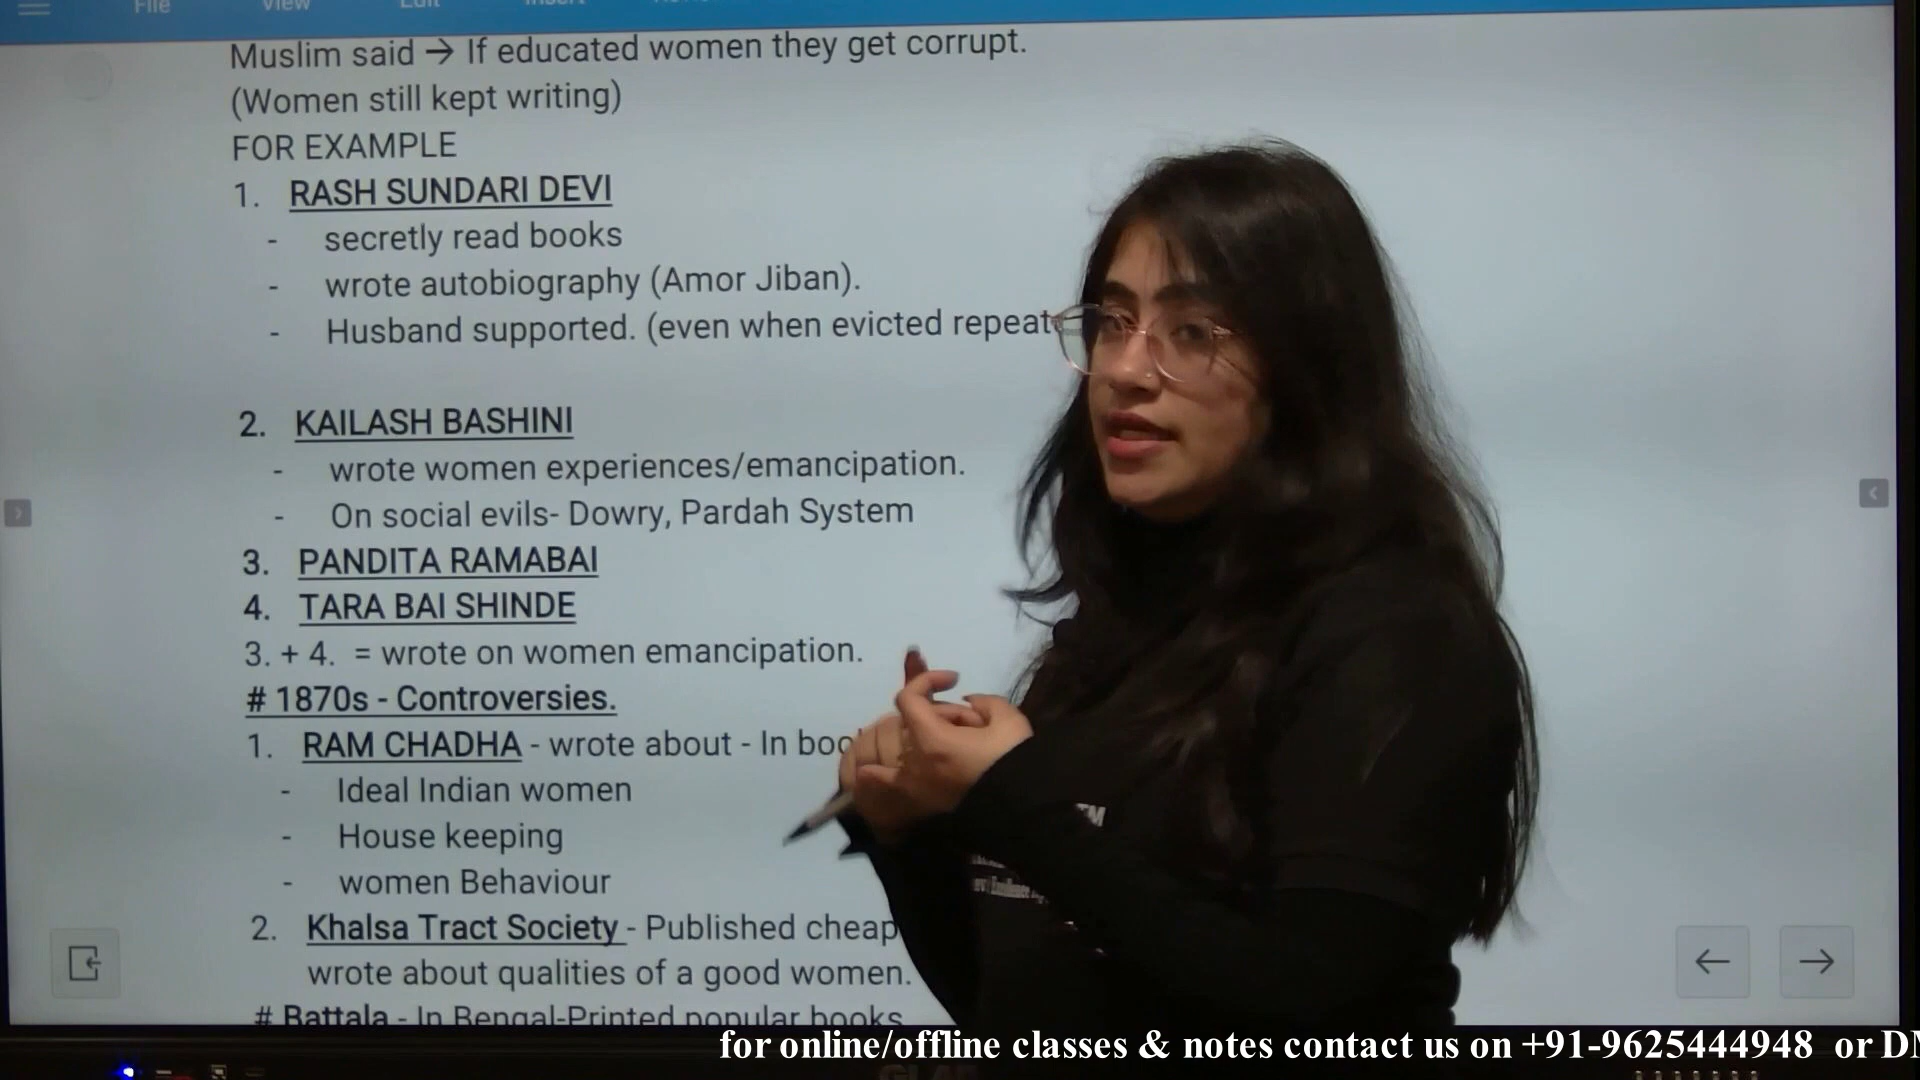 File View Edit Insert
Muslim said → If educated women they get corrupt.
(Women still kept writing)
FOR EXAMPLE
1. RASH SUNDARI DEVI
- secretly read books
- wrote autobiography (Amor Jiban).
- Husband supported. (even when evicted repeat
2. KAILASH BASHINI
- wrote women experiences/emancipation.
- On social evils- Dowry, Pardah System
3. PANDITA RAMABAI
4. TARA BAI SHINDE
3. + 4. = wrote on women emancipation.
# 1870s - Controversies.
1. RAM CHADHA - wrote about - In boo
- Ideal Indian women
- House keeping
- women Behaviour
2. Khalsa Tract Society - Published cheap
wrote about qualities of a good women.
# Battala - In Bengal-Printed popular books
for online/offline classes & notes contact us on +91-9625444948 or DM